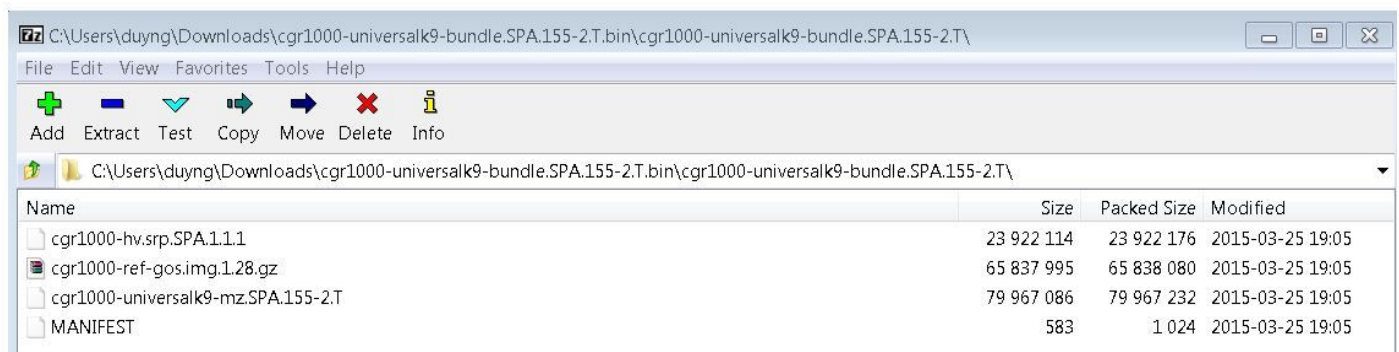 C:\Users\duyng\Downloads\cgr1000-universalk9-bundle.SPA.155-2.T.bin\cgr1000-universalk9-bundle.SPA.155-2.T\
File Edit View Favorites Tools Help
Add Extract Test Copy Move Delete Info
C:\Users\duyng\Downloads\cgr1000-universalk9-bundle.SPA.155-2.T.bin\cgr1000-universalk9-bundle.SPA.155-2.T\
Name Size Packed Size Modified
cgr1000-hv.srp.SPA.1.1.1 23 922 114 23 922 176 2015-03-25 19:05
cgr1000-ref-gos.img.1.28.gz 65 837 995 65 838 080 2015-03-25 19:05
cgr1000-universalk9-mz.SPA.155-2.T 79 967 086 79 967 232 2015-03-25 19:05
MANIFEST 583 1 024 2015-03-25 19:05